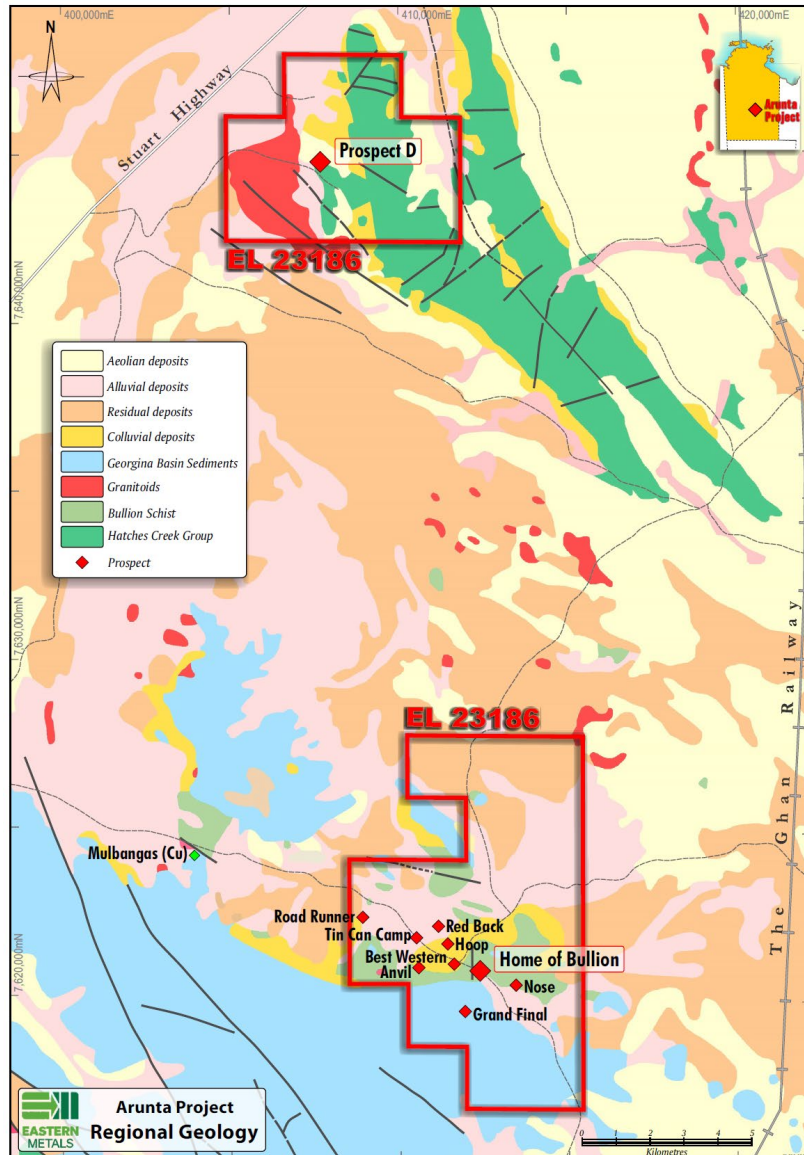 400,000mE
410,000mE
420,000mE
N
Stuart Highway
Arunta
Project
Prospect D
EL 23186
7,640,000mN
Aeolian deposits
Alluvial deposits
Residual deposits
Colluvial deposits
Georgina Basin Sediments
Granitoids
Bullion Schist
Hatches Creek Group
Prospect
7,630,000mN
The Ghan Railway
EL 23186
Mulbangas (Cu)
Road Runner
Red Back
Tin Can Camp
Hoop
Best Western
Home of Bullion
Anvil
7,620,000mN
Nose
Grand Final
EASTERN
METALS
Arunta Project
Regional Geology
0 1 2 3 4 5
Kilometres